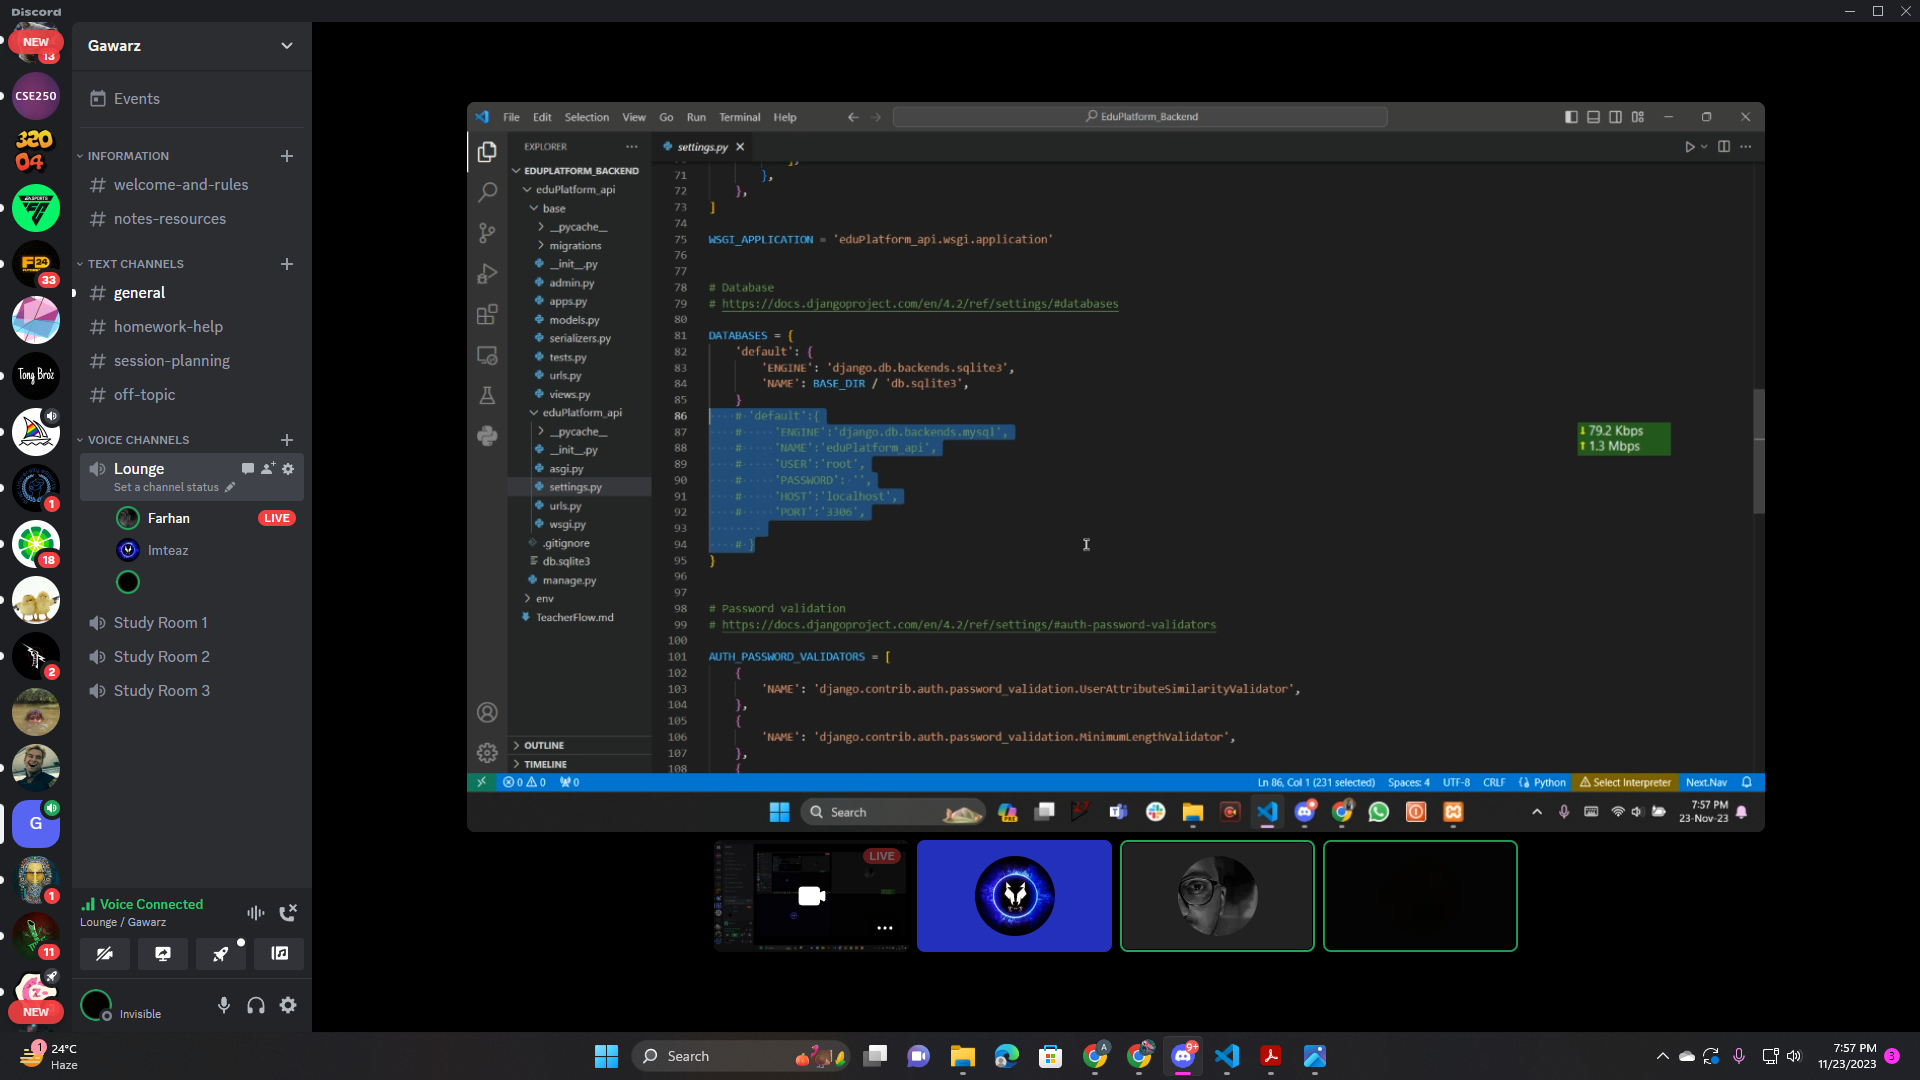 Discord
NEW
13
CSE250
320
04
33
Tong Bro'z
1
18
2
G
1
11
NEW
Gawarz
Events
INFORMATION
welcome-and-rules
notes-resources
TEXT CHANNELS
general
homework-help
session-planning
off-topic
VOICE CHANNELS
Lounge
Set a channel status
Farhan
LIVE
Imteaz
Study Room 1
Study Room 2
Study Room 3
Voice Connected
Lounge / Gawarz
Invisible
File Edit Selection View Go Run Terminal Help
EduPlatform_Backend
EXPLORER
EDUPLATFORM_BACKEND
eduPlatform_api
base
__pycache__
migrations
__init__.py
admin.py
apps.py
models.py
serializers.py
tests.py
urls.py
views.py
eduPlatform_api
__pycache__
__init__.py
asgi.py
settings.py
urls.py
wsgi.py
.gitignore
db.sqlite3
manage.py
env
TeacherFlow.md
OUTLINE
TIMELINE
settings.py
71 },
72 },
73 ]
74
75 WSGI_APPLICATION = 'eduPlatform_api.wsgi.application'
76
77
78 # Database
79 # https://docs.djangoproject.com/en/4.2/ref/settings/#databases
80
81 DATABASES = {
82 'default': {
83 'ENGINE': 'django.db.backends.sqlite3',
84 'NAME': BASE_DIR / 'db.sqlite3',
85 }
86 # 'default':{
87 # 'ENGINE':'django.db.backends.mysql',
88 # 'NAME':'eduPlatform_api',
89 # 'USER':'root',
90 # 'PASSWORD': '',
91 # 'HOST':'localhost',
92 # 'PORT':'3306',
93
94 # }
95 }
96
97
98 # Password validation
99 # https://docs.djangoproject.com/en/4.2/ref/settings/#auth-password-validators
100
101 AUTH_PASSWORD_VALIDATORS = [
102 {
103 'NAME': 'django.contrib.auth.password_validation.UserAttributeSimilarityValidator',
104 },
105 {
106 'NAME': 'django.contrib.auth.password_validation.MinimumLengthValidator',
107 },
108 {
79.2 Kbps
1.3 Mbps
0 0 0 Ln 86, Col 1 (231 selected) Spaces: 4 UTF-8 CRLF Python Select Interpreter Next.Nav
Search
PRE
7:57 PM
23-Nov-23
LIVE
1
24°C
Haze
Search
9+
7:57 PM
11/23/2023
3